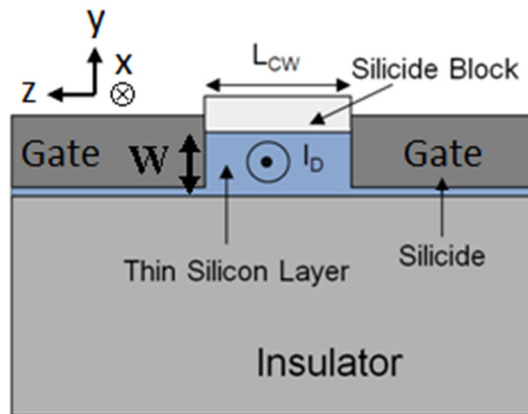 y
L_CW
Silicide Block
x
z
Gate
W
I_D
Gate
Thin Silicon Layer
Silicide
Insulator